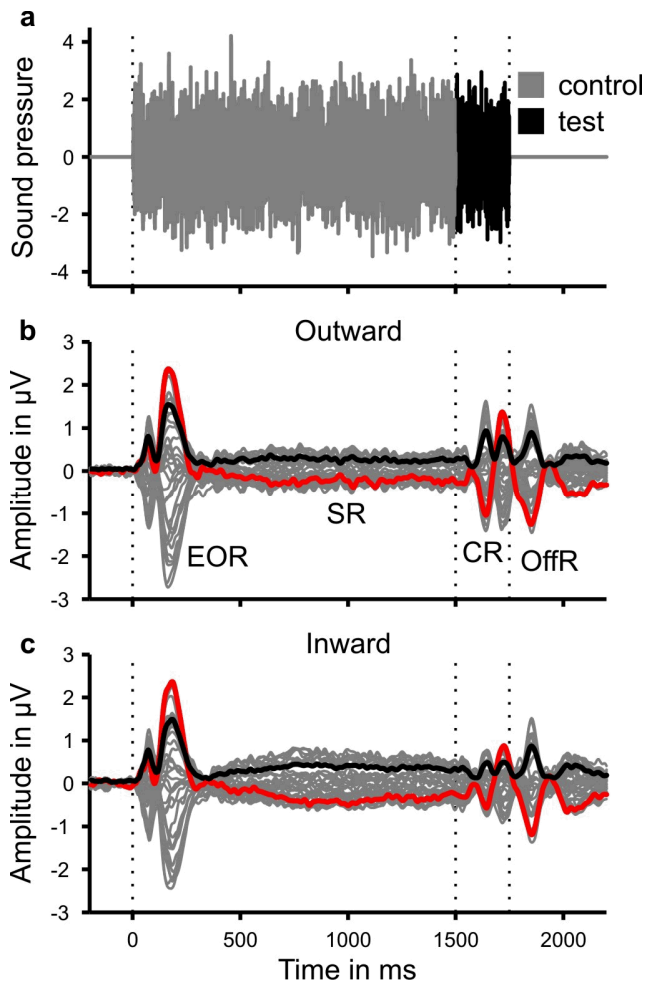 a
4
2
0
-2
-4
Sound pressure
control
test
b
Outward
3
2
1
0
-1
-2
-3
Amplitude in µV
EOR
SR
CR
OffR
c
Inward
3
2
1
0
-1
-2
-3
Amplitude in µV
0 500 1000 1500 2000
Time in ms